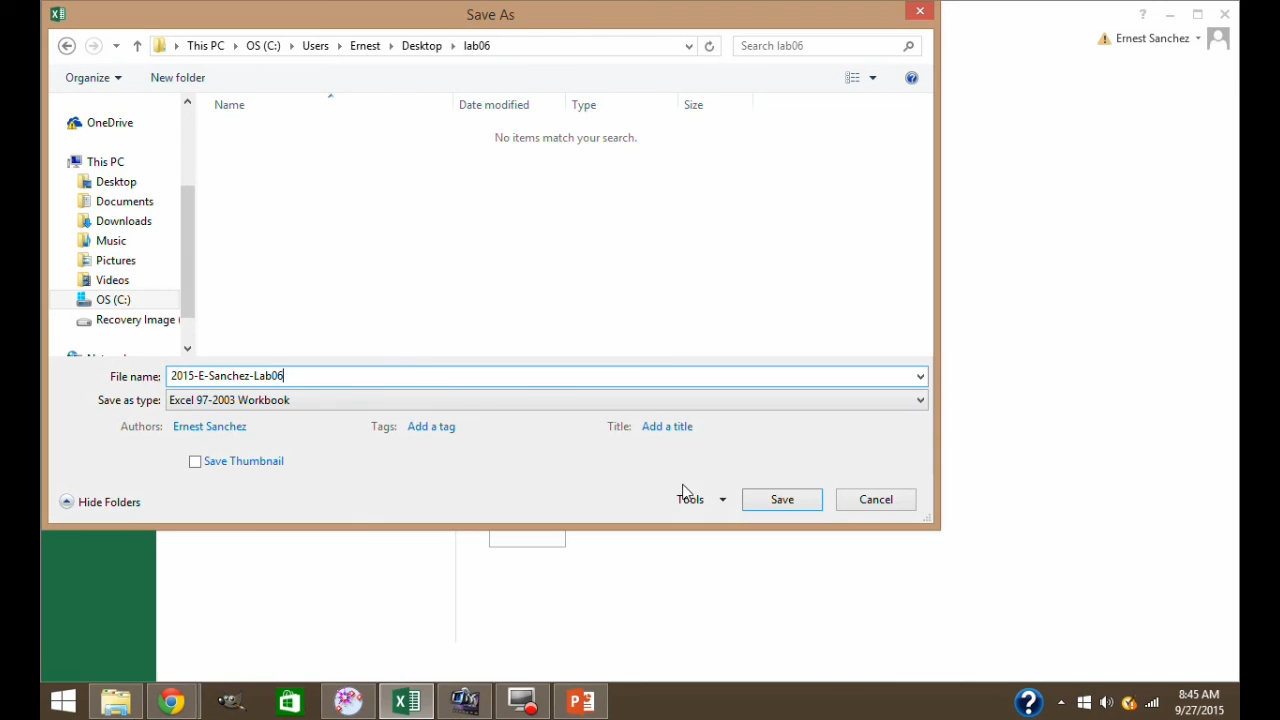 Save As
This PC OS (C:) Users Ernest Desktop lab06
Search lab06
Ernest Sanchez
Organize
New folder
Name Date modified Type Size
No items match your search.
OneDrive
This PC
Desktop
Documents
Downloads
Music
Pictures
Videos
OS (C:)
Recovery Image (
File name: 2015-E-Sanchez-Lab06
Save as type: Excel 97-2003 Workbook
Authors: Ernest Sanchez Tags: Add a tag Title: Add a title
Save Thumbnail
Hide Folders
Tools Save Cancel
8:45 AM
9/27/2015